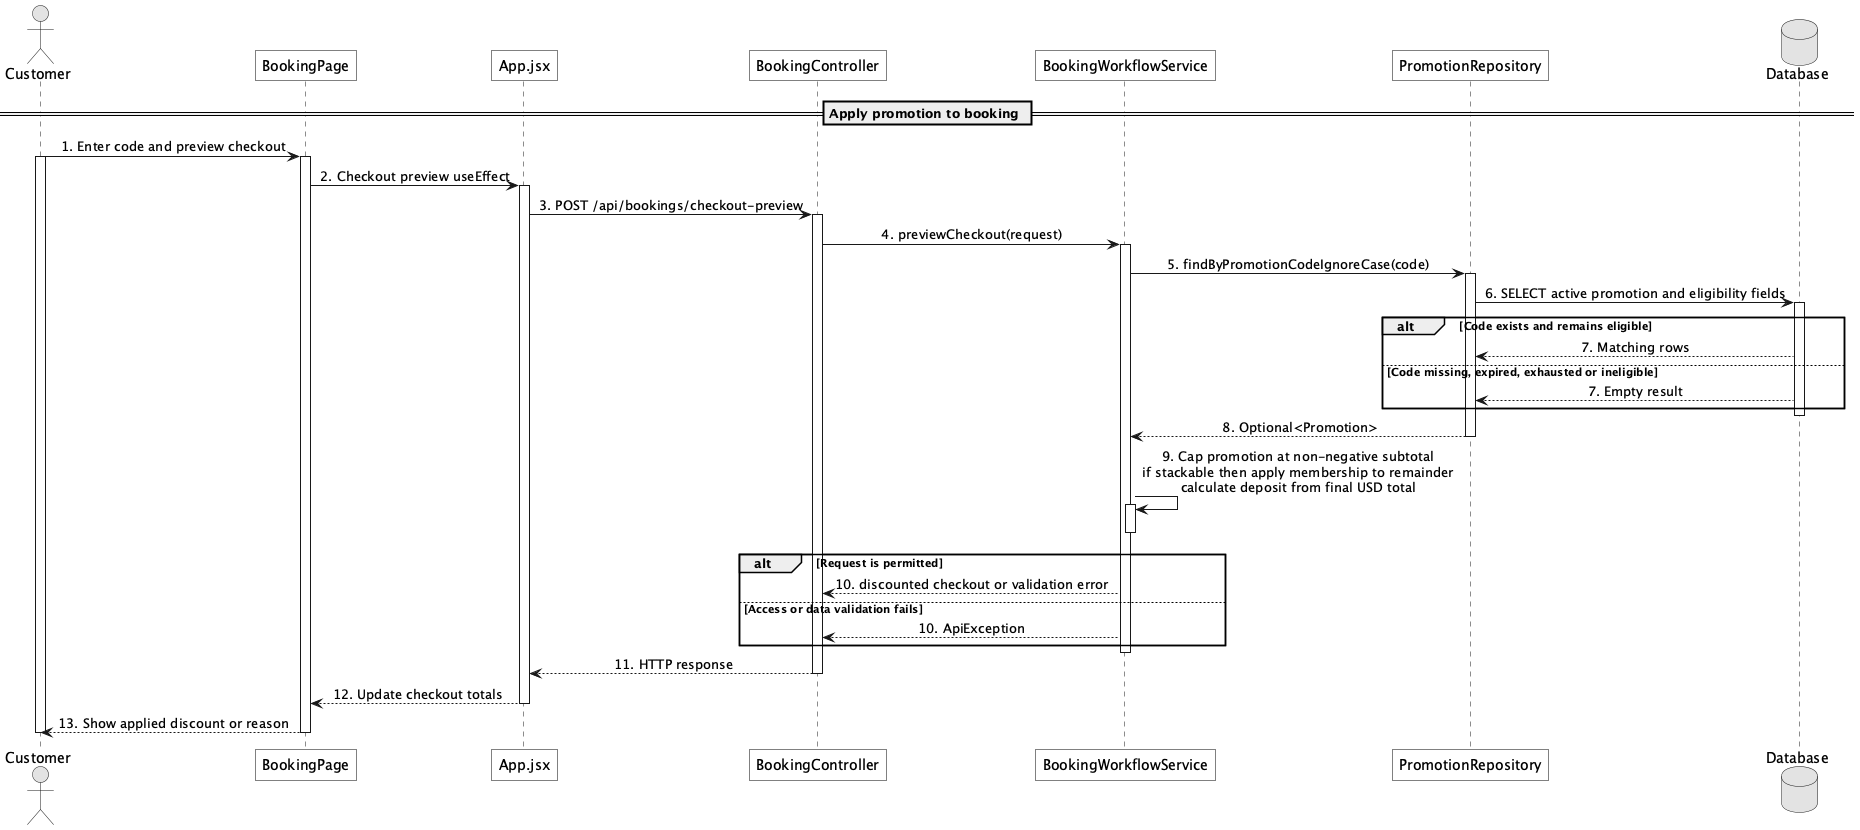 Customer
BookingPage
App.jsx
BookingController
BookingWorkflowService
PromotionRepository
Database
Apply promotion to booking
1. Enter code and preview checkout
2. Checkout preview useEffect
3. POST /api/bookings/checkout-preview
4. previewCheckout(request)
5. findByPromotionCodeIgnoreCase(code)
6. SELECT active promotion and eligibility fields
alt
[Code exists and remains eligible]
7. Matching rows
[Code missing, expired, exhausted or ineligible]
7. Empty result
8. Optional<Promotion>
9. Cap promotion at non-negative subtotal
if stackable then apply membership to remainder
calculate deposit from final USD total
alt
[Request is permitted]
10. discounted checkout or validation error
[Access or data validation fails]
10. ApiException
11. HTTP response
12. Update checkout totals
13. Show applied discount or reason
Customer
BookingPage
App.jsx
BookingController
BookingWorkflowService
PromotionRepository
Database